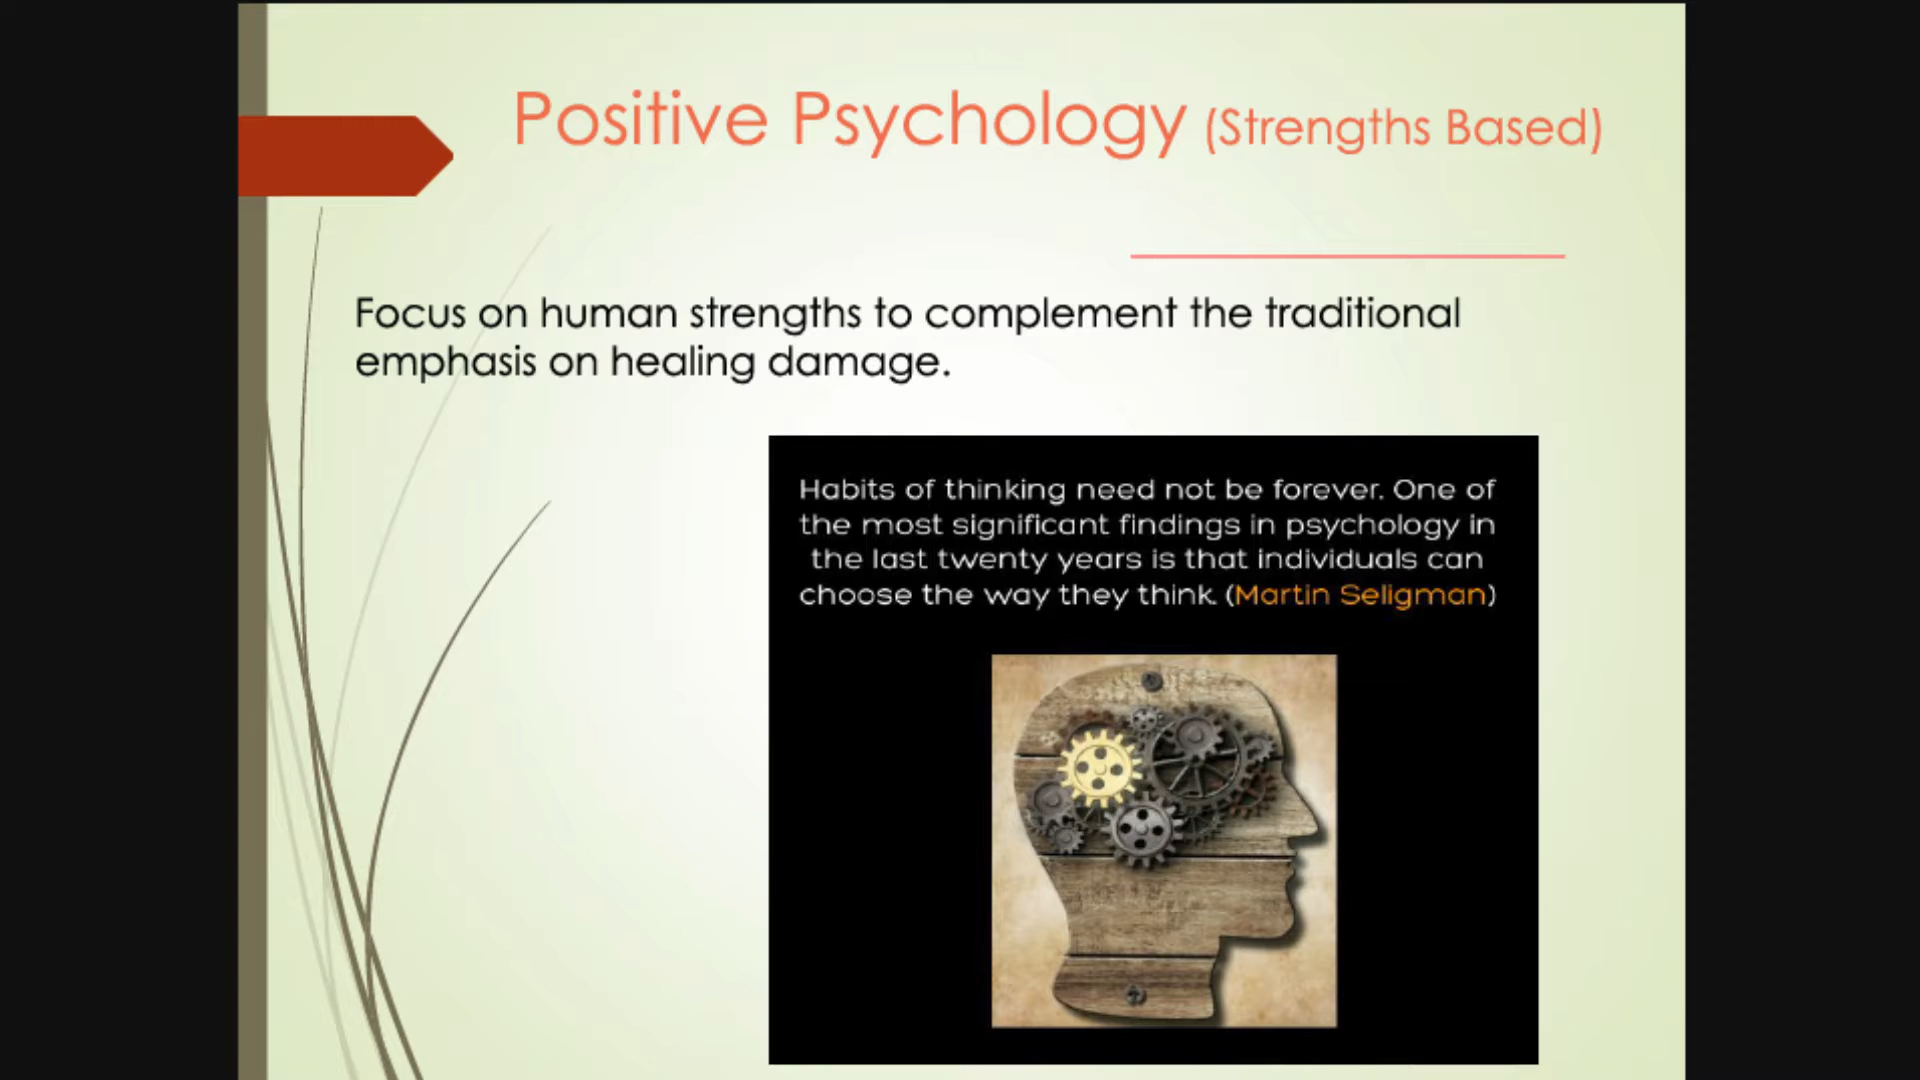 Positive Psychology (Strengths Based)
Focus on human strengths to complement the traditional
emphasis on healing damage.
Habits of thinking need not be forever. One of
the most significant findings in psychology in
the last twenty years is that individuals can
choose the way they think. (Martin Seligman)